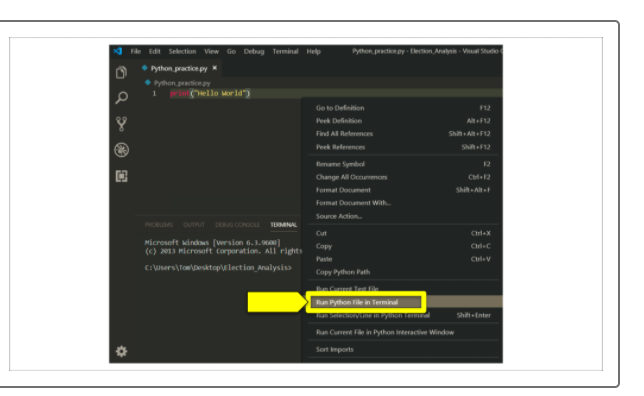 File Edit Selection View Go Debug Terminal Help Python_practice.py - Election_Analysis - Visual Studio
Python_practice.py ×
Python_practice.py
1 print("Hello World")
Go to Definition F12
Peek Definition Alt+F12
Find All References Shift+Alt+F12
Peek References Shift+F12
Rename Symbol F2
Change All Occurrences Ctrl+F2
Format Document Shift+Alt+F
Format Document With...
Source Action...
Cut Ctrl+X
Copy Ctrl+C
Paste Ctrl+V
Copy Python Path
Run Current Test File
Run Python File in Terminal
Run Selection/Line in Python Terminal Shift+Enter
Run Current File in Python Interactive Window
Sort Imports
PROBLEMS OUTPUT DEBUG CONSOLE TERMINAL
Microsoft Windows [Version 6.3.9600]
(c) 2013 Microsoft Corporation. All rights
C:\Users\Tom\Desktop\Election_Analysis>